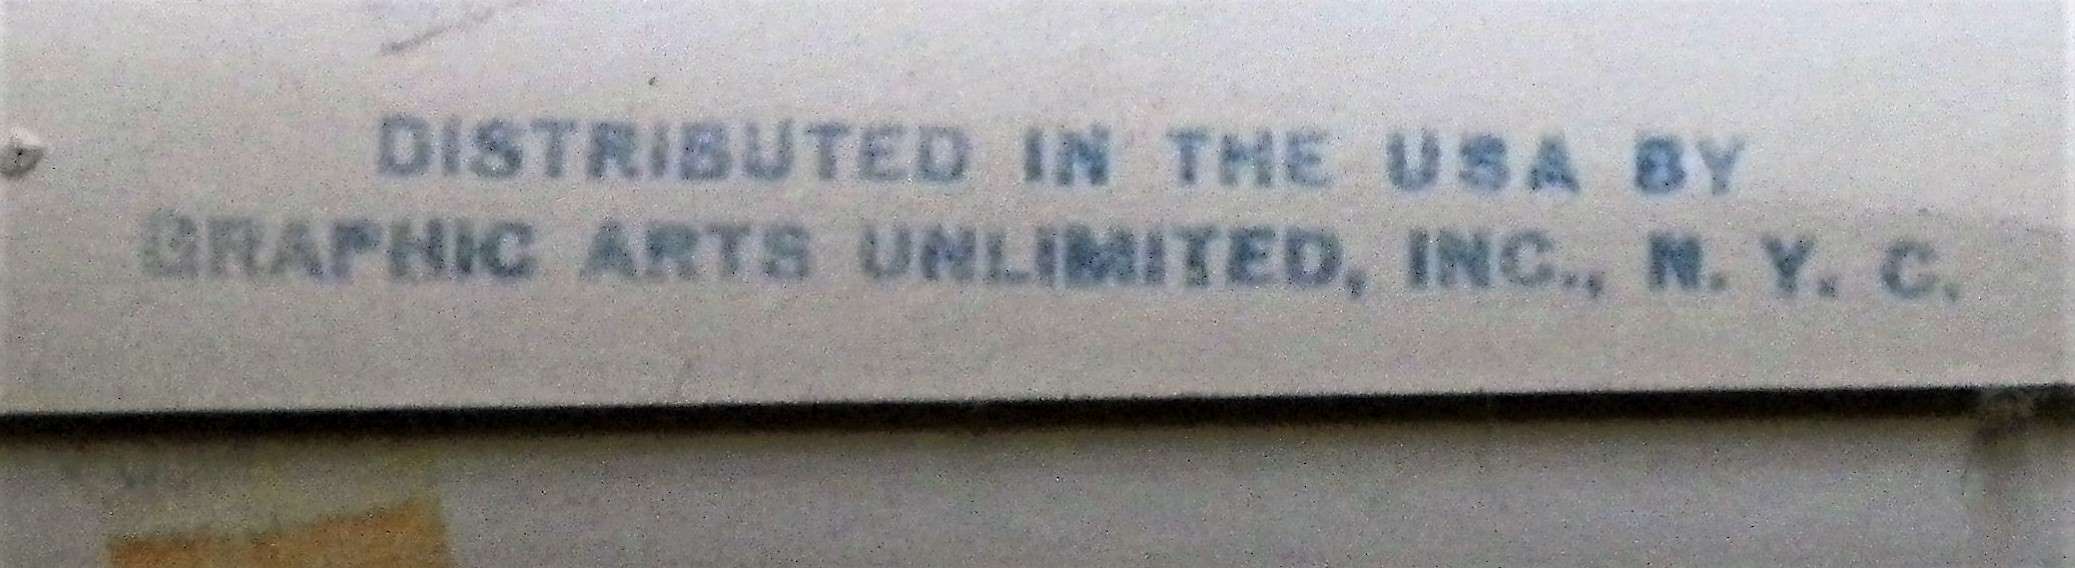 DISTRIBUTED IN THE USA BY
GRAPHIC ARTS UNLIMITED, INC., N. Y. C.